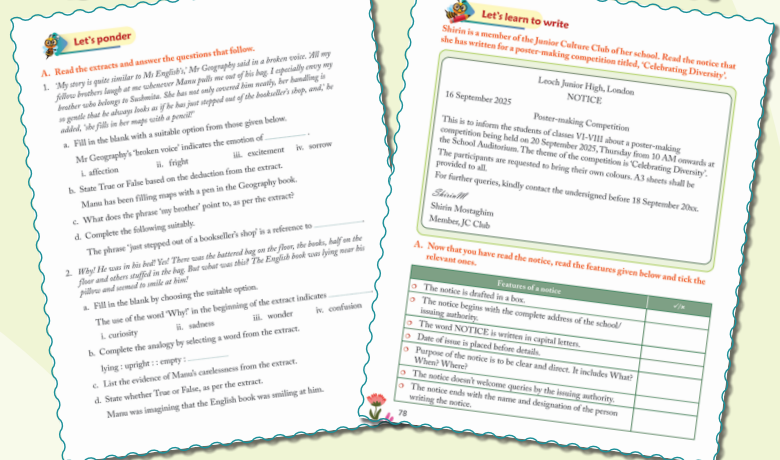 Let's ponder
A. Read the extracts and answer the questions that follow.
1. 'My story is quite similar to Mr English's,' Mr Geography said in a broken voice. 'All my
fellow brothers laugh at me whenever Manu pulls me out of his bag. I especially envy my
brother who belongs to Sushmita. She has not only covered him neatly, her handling is
so gentle that he always looks as if he has just stepped out of the bookseller's shop, and,' he
added, 'she fills in her maps with a pencil!'
a. Fill in the blank with a suitable option from those given below.
Mr Geography's 'broken voice' indicates the emotion of .
i. affection ii. fright iii. excitement iv. sorrow
b. State True or False based on the deduction from the extract.
Manu has been filling maps with a pen in the Geography book.
c. What does the phrase 'my brother' point to, as per the extract?
d. Complete the following suitably.
The phrase 'just stepped out of a bookseller's shop' is a reference to .
2. Why! He was in his bed! Yes! There was the battered bag on the floor, the books, half on the
floor and others stuffed in the bag. But what was this? The English book was lying near his
pillow and seemed to smile at him!
a. Fill in the blank by choosing the suitable option.
The use of the word 'Why!' in the beginning of the extract indicates
i. curiosity ii. sadness iii. wonder iv. confusion
b. Complete the analogy by selecting a word from the extract.
lying : upright : : empty :
c. List the evidence of Manu's carelessness from the extract.
d. State whether True or False, as per the extract.
Manu was imagining that the English book was smiling at him.
Let's learn to write
Shirin is a member of the Junior Culture Club of her school. Read the notice that
she has written for a poster-making competition titled, 'Celebrating Diversity'.
Leoch Junior High, London
NOTICE
16 September 2025
Poster-making Competition
This is to inform the students of classes VI-VIII about a poster-making
competition being held on 20 September 2025, Thursday from 10 AM onwards at
the School Auditorium. The theme of the competition is 'Celebrating Diversity'.
The participants are requested to bring their own colours. A3 sheets shall be
provided to all.
For further queries, kindly contact the undersigned before 18 September 20xx.
ShirinM
Shirin Mostaghim
Member, JC Club
A. Now that you have read the notice, read the features given below and tick the
relevant ones.
Features of a notice ✓/✗
The notice is drafted in a box.
The notice begins with the complete address of the school/
issuing authority.
The word NOTICE is written in capital letters.
Date of issue is placed before details.
Purpose of the notice is to be clear and direct. It includes What?
When? Where?
The notice doesn't welcome queries by the issuing authority.
The notice ends with the name and designation of the person
writing the notice.
78